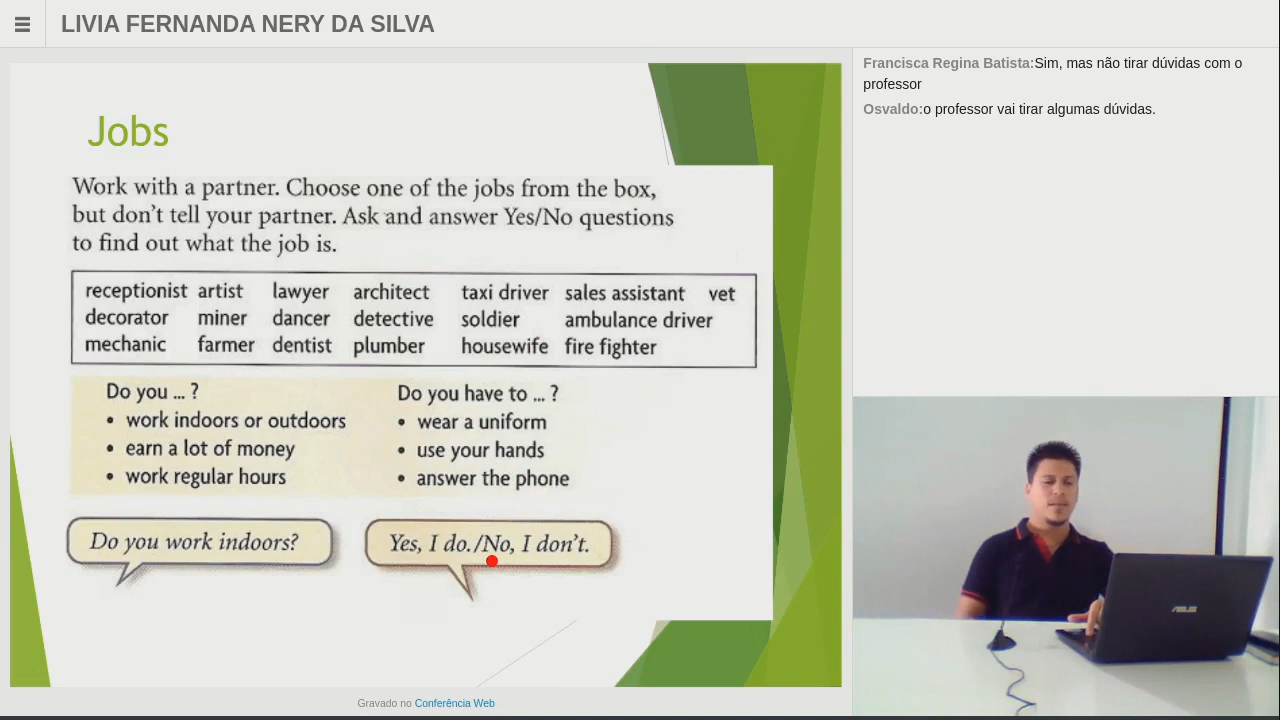 LIVIA FERNANDA NERY DA SILVA
Jobs
Work with a partner. Choose one of the jobs from the box,
but don't tell your partner. Ask and answer Yes/No questions
to find out what the job is.
receptionist artist lawyer architect taxi driver sales assistant vet
decorator miner dancer detective soldier ambulance driver
mechanic farmer dentist plumber housewife fire fighter
Do you ... ?
• work indoors or outdoors
• earn a lot of money
• work regular hours
Do you have to ... ?
• wear a uniform
• use your hands
• answer the phone
Do you work indoors?
Yes, I do./No, I don't.
Gravado no Conferência Web
Francisca Regina Batista:Sim, mas não tirar dúvidas com o
professor
Osvaldo:o professor vai tirar algumas dúvidas.
ASUS